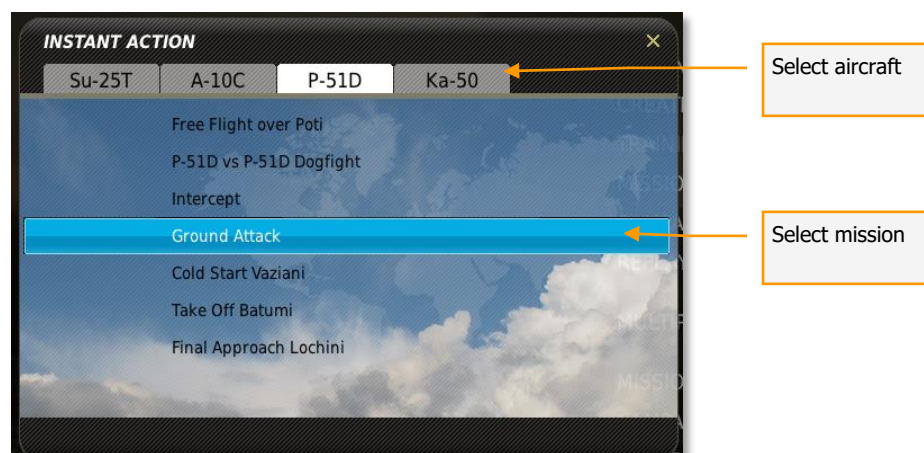 INSTANT ACTION
Su-25T A-10C P-51D Ka-50
Select aircraft
Free Flight over Poti
P-51D vs P-51D Dogfight
Intercept
Ground Attack
Select mission
Cold Start Vaziani
Take Off Batumi
Final Approach Lochini